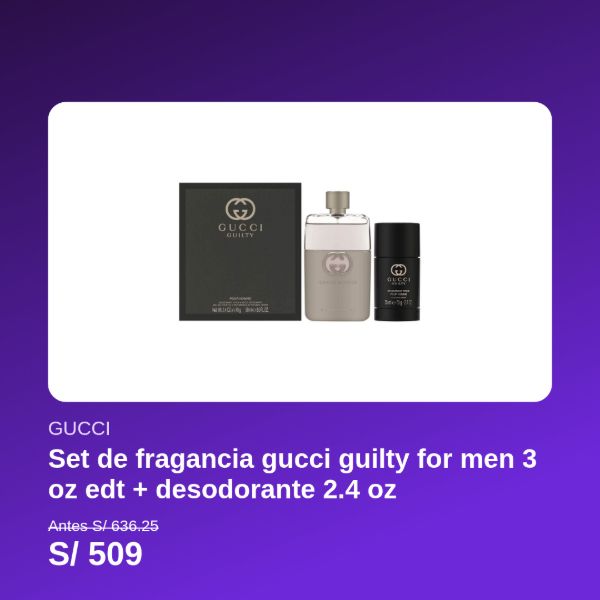 GUCCI
GUILTY
GUCCI
GUILTY
GUCCI
Set de fragancia gucci guilty for men 3
oz edt + desodorante 2.4 oz
Antes S/ 636.25
S/ 509